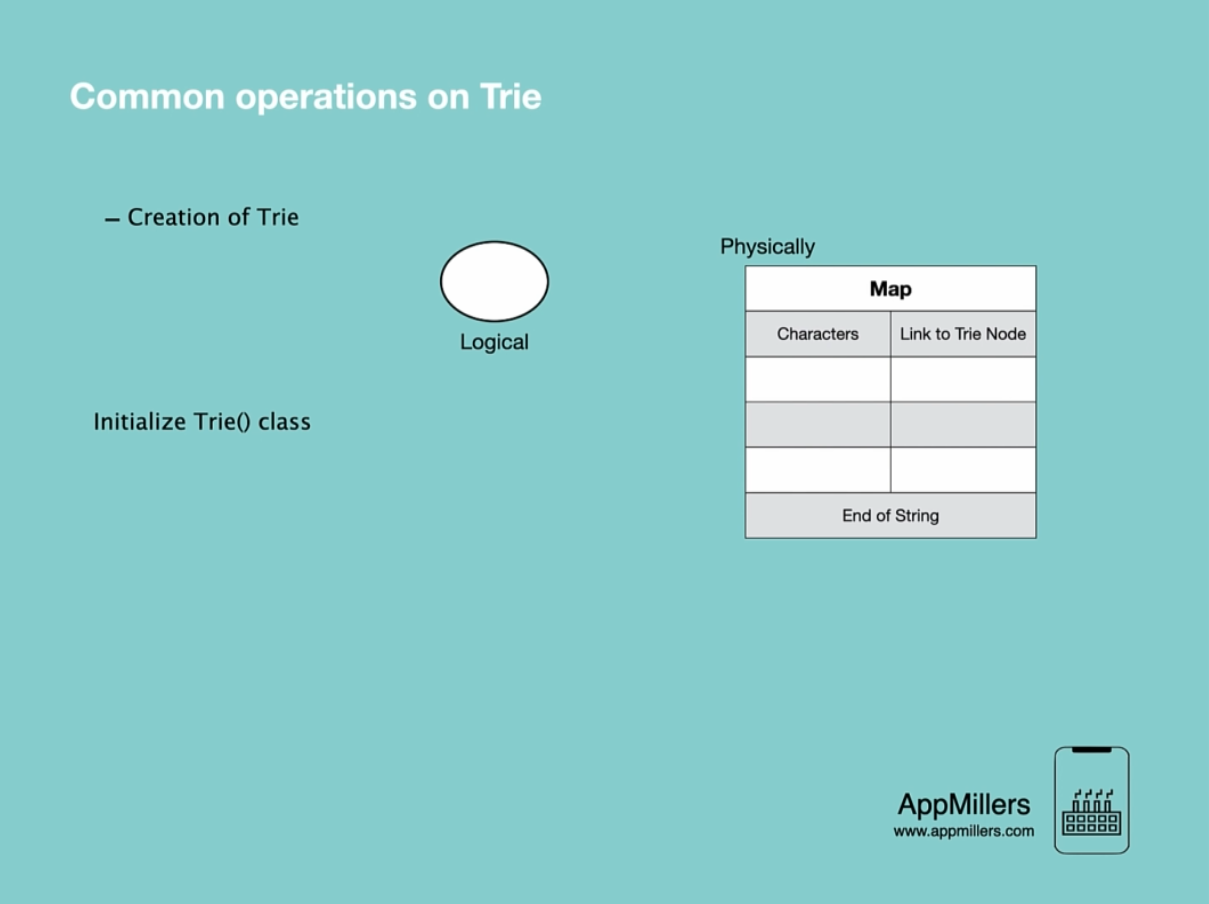 Common operations on Trie
– Creation of Trie
Logical
Initialize Trie() class
Physically
Map
Characters Link to Trie Node
End of String
AppMillers
www.appmillers.com